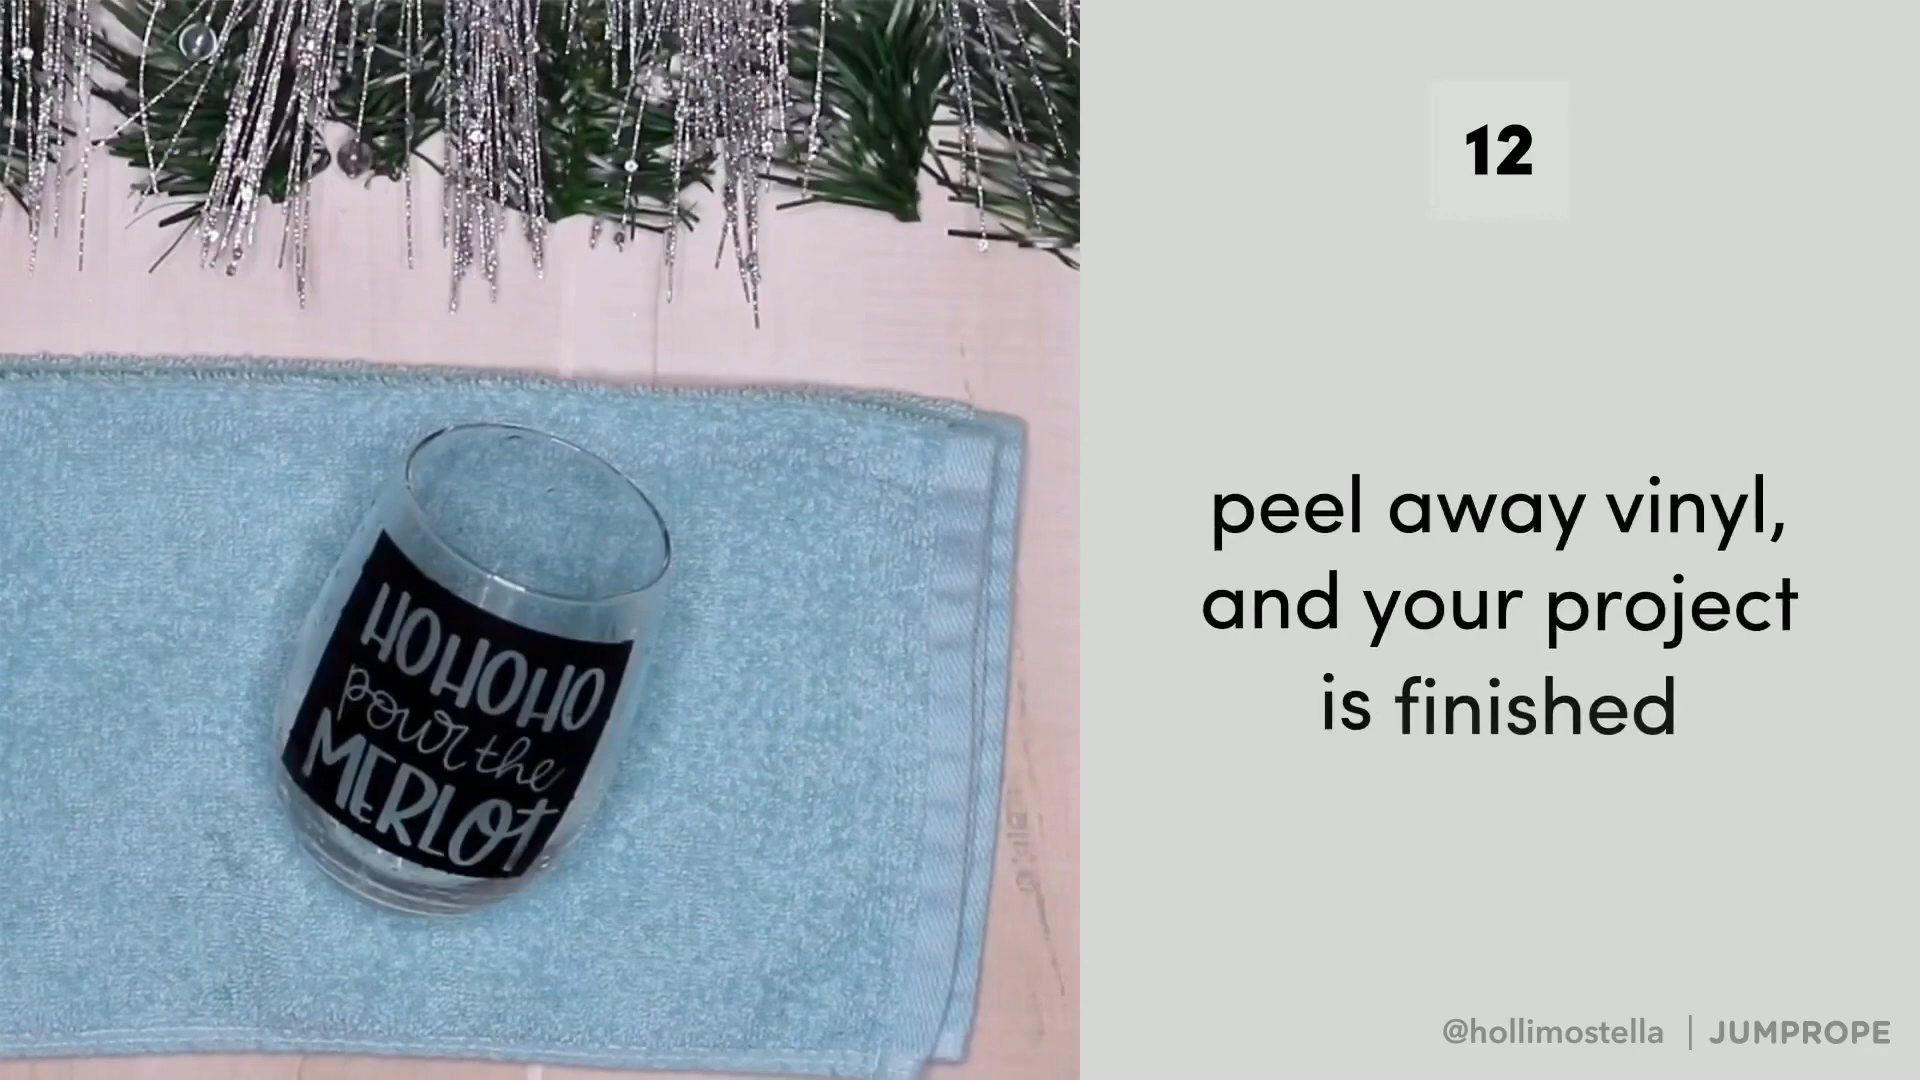 12
peel away vinyl,
and your project
is finished
HOHOHO
pour the
MERLOT
@hollimostella | JUMPROPE